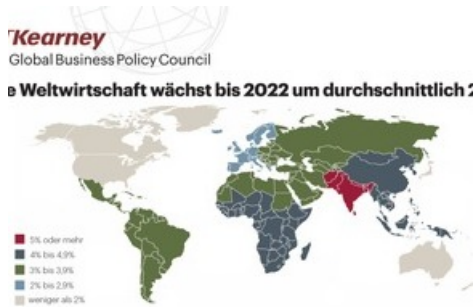 Kearney
Global Business Policy Council
e Weltwirtschaft wächst bis 2022 um durchschnittlich 2
5% oder mehr
4% bis 4,9%
3% bis 3,9%
2% bis 2,9%
weniger als 2%